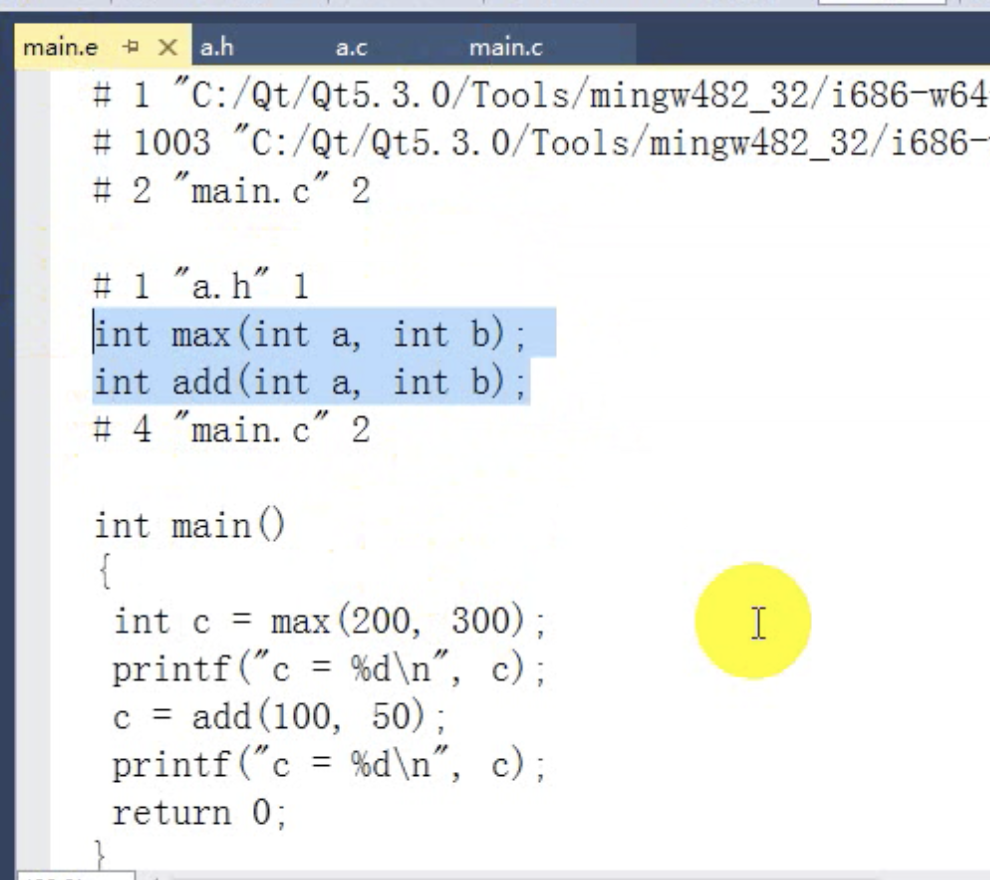 main.e a.h a.c main.c
# 1 "C:/Qt/Qt5.3.0/Tools/mingw482_32/i686-w64
# 1003 "C:/Qt/Qt5.3.0/Tools/mingw482_32/i686-
# 2 "main.c" 2
# 1 "a.h" 1
int max(int a, int b);
int add(int a, int b);
# 4 "main.c" 2
int main()
{
int c = max(200, 300);
printf("c = %d\n", c);
c = add(100, 50);
printf("c = %d\n", c);
return 0;
}